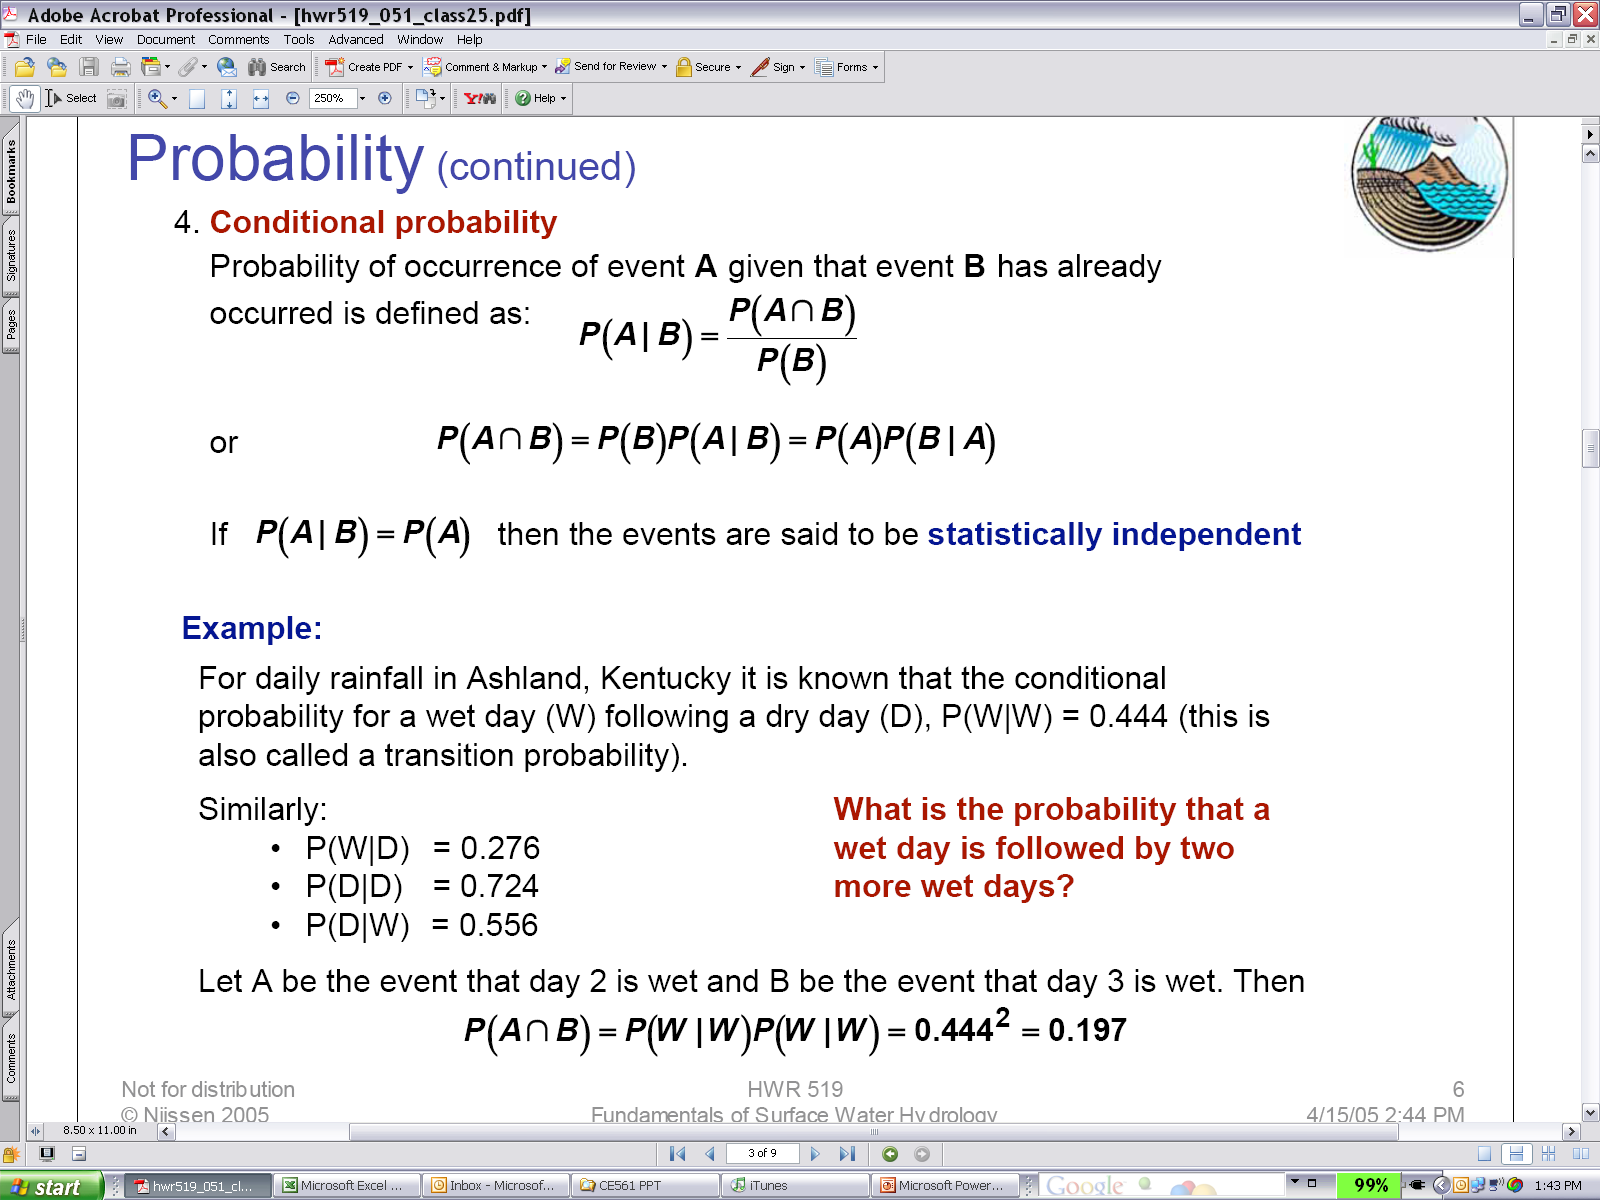 Adobe Acrobat Professional - [hwr519_051_class25.pdf]
File Edit View Document Comments Tools Advanced Window Help
Search Create PDF Comment & Markup Send for Review Secure Sign Forms
Select 250% Y! Help
Bookmarks
Signatures
Pages
Attachments
Comments
Probability (continued)
4. Conditional probability
Probability of occurrence of event A given that event B has already
occurred is defined as: P(A | B) = P(A ∩ B) / P(B)
or P(A ∩ B) = P(B)P(A | B) = P(A)P(B | A)
If P(A | B) = P(A) then the events are said to be statistically independent
Example:
For daily rainfall in Ashland, Kentucky it is known that the conditional
probability for a wet day (W) following a dry day (D), P(W|W) = 0.444 (this is
also called a transition probability).
Similarly:
• P(W|D) = 0.276
• P(D|D) = 0.724
• P(D|W) = 0.556
What is the probability that a
wet day is followed by two
more wet days?
Let A be the event that day 2 is wet and B be the event that day 3 is wet. Then
P(A ∩ B) = P(W | W)P(W | W) = 0.444² = 0.197
Not for distribution HWR 519 6
© Nijssen 2005 Fundamentals of Surface Water Hydrology 4/15/05 2:44 PM
8.50 x 11.00 in
3 of 9
start hwr519_051_cl... Microsoft Excel ... Inbox - Microsof... CE561 PPT iTunes Microsoft Power... Google 99% 1:43 PM